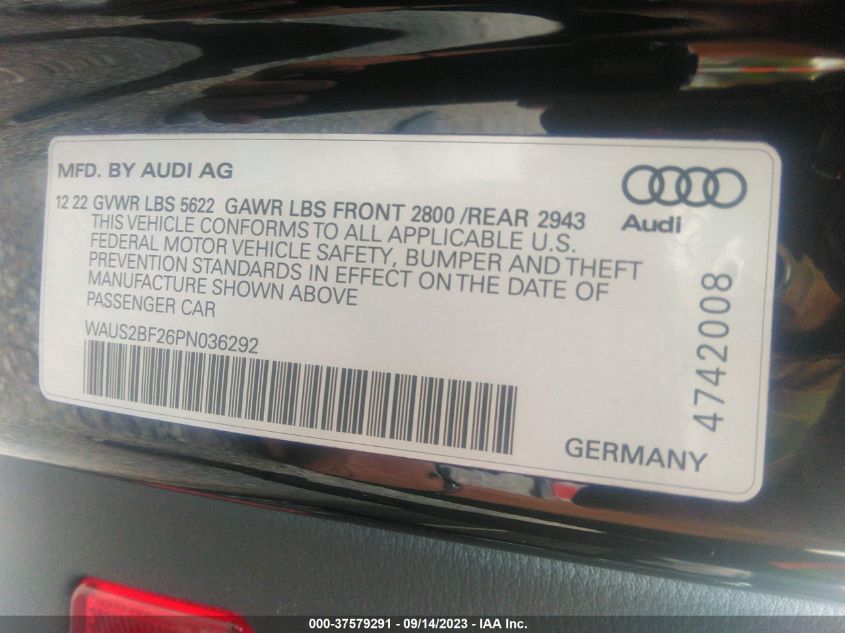 MFD. BY AUDI AG
Audi
12 22 GVWR LBS 5622 GAWR LBS FRONT 2800 /REAR 2943
THIS VEHICLE CONFORMS TO ALL APPLICABLE U.S.
FEDERAL MOTOR VEHICLE SAFETY, BUMPER AND THEFT
PREVENTION STANDARDS IN EFFECT ON THE DATE OF
MANUFACTURE SHOWN ABOVE
PASSENGER CAR
WAUS2BF26PN036292
4742008
GERMANY
000-37579291 - 09/14/2023 - IAA Inc.